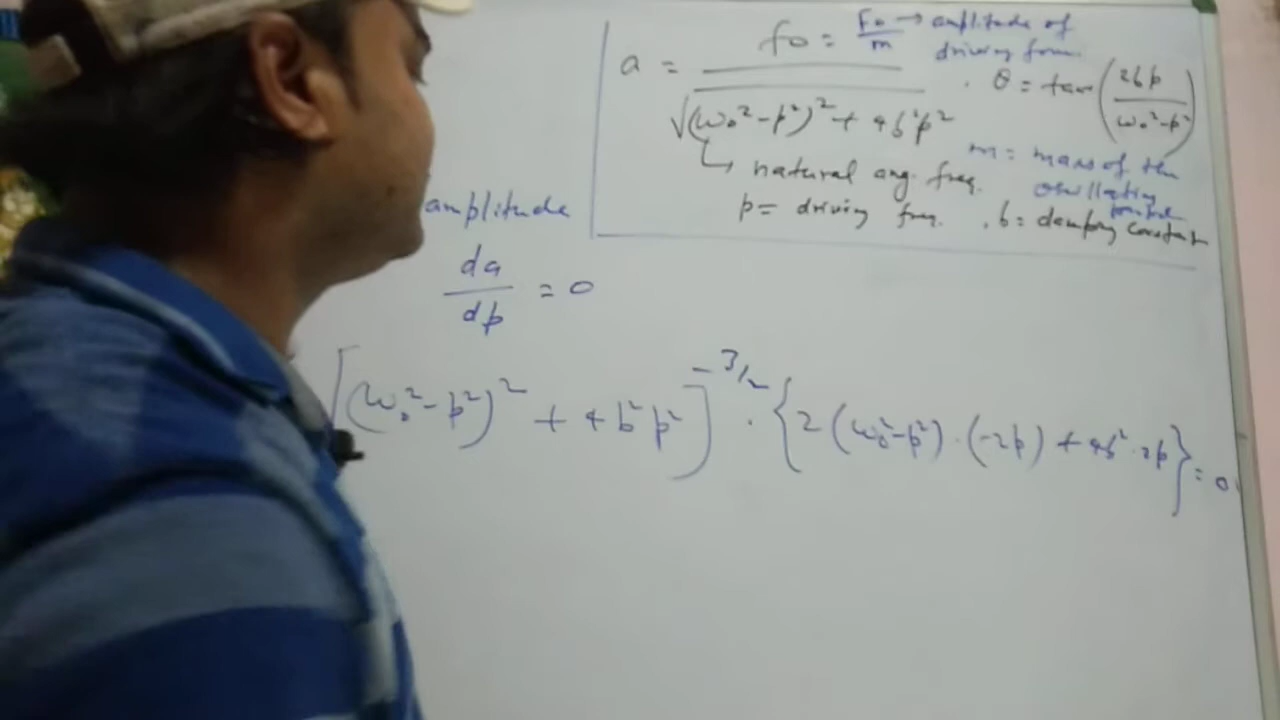 a = f₀ = F₀/m → amplitude of
driving force
√((ω₀² - p²)² + 4b²p²)
. θ = tan (2bp / ω₀² - p²)
↳ natural ang. freq.
p = driving freq.
m = mass of the
oscillating
. b = damping constant
amplitude
da/dp = 0
[(ω₀² - p²)² + 4b²p²]^-3/2 . {2(ω₀² - p²) . (-2p) + 4b² . 2p} = 0